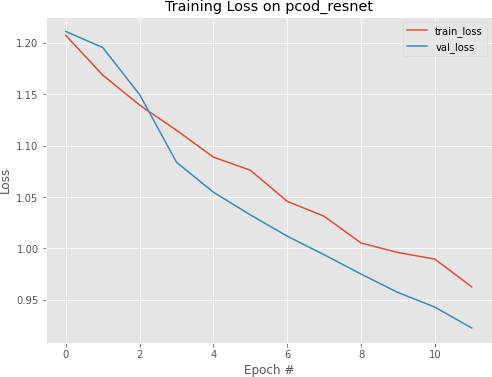 Training Loss on pcod_resnet
train_loss
val_loss
1.20
1.15
1.10
1.05
1.00
0.95
Loss
0
2
4
6
8
10
Epoch #